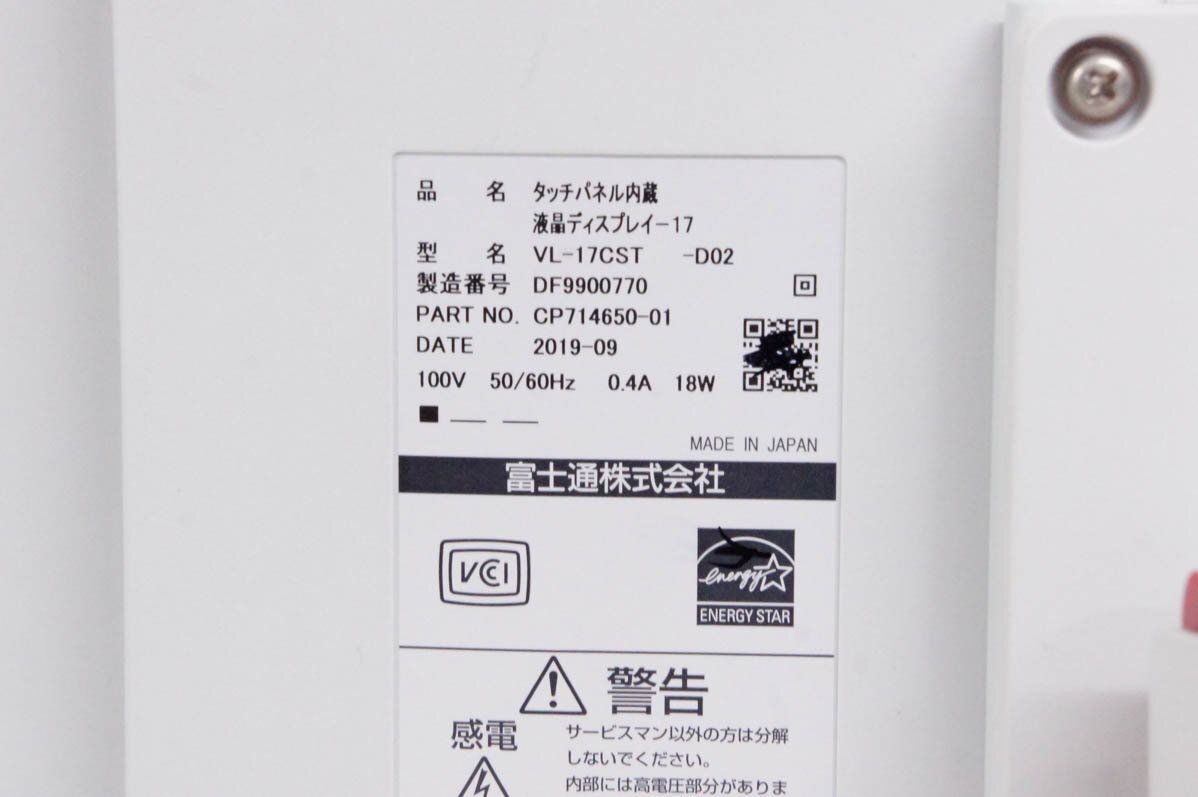 品 名 タッチパネル内蔵
液晶ディスプレイ-17
型 名 VL-17CST -D02
製造番号 DF9900770
PART NO. CP714650-01
DATE 2019-09
100V 50/60Hz 0.4A 18W
MADE IN JAPAN
富士通株式会社
VCCI
energy
ENERGY STAR
警告
感電
サービスマン以外の方は分解
しないでください。
内部には高電圧部分がありま